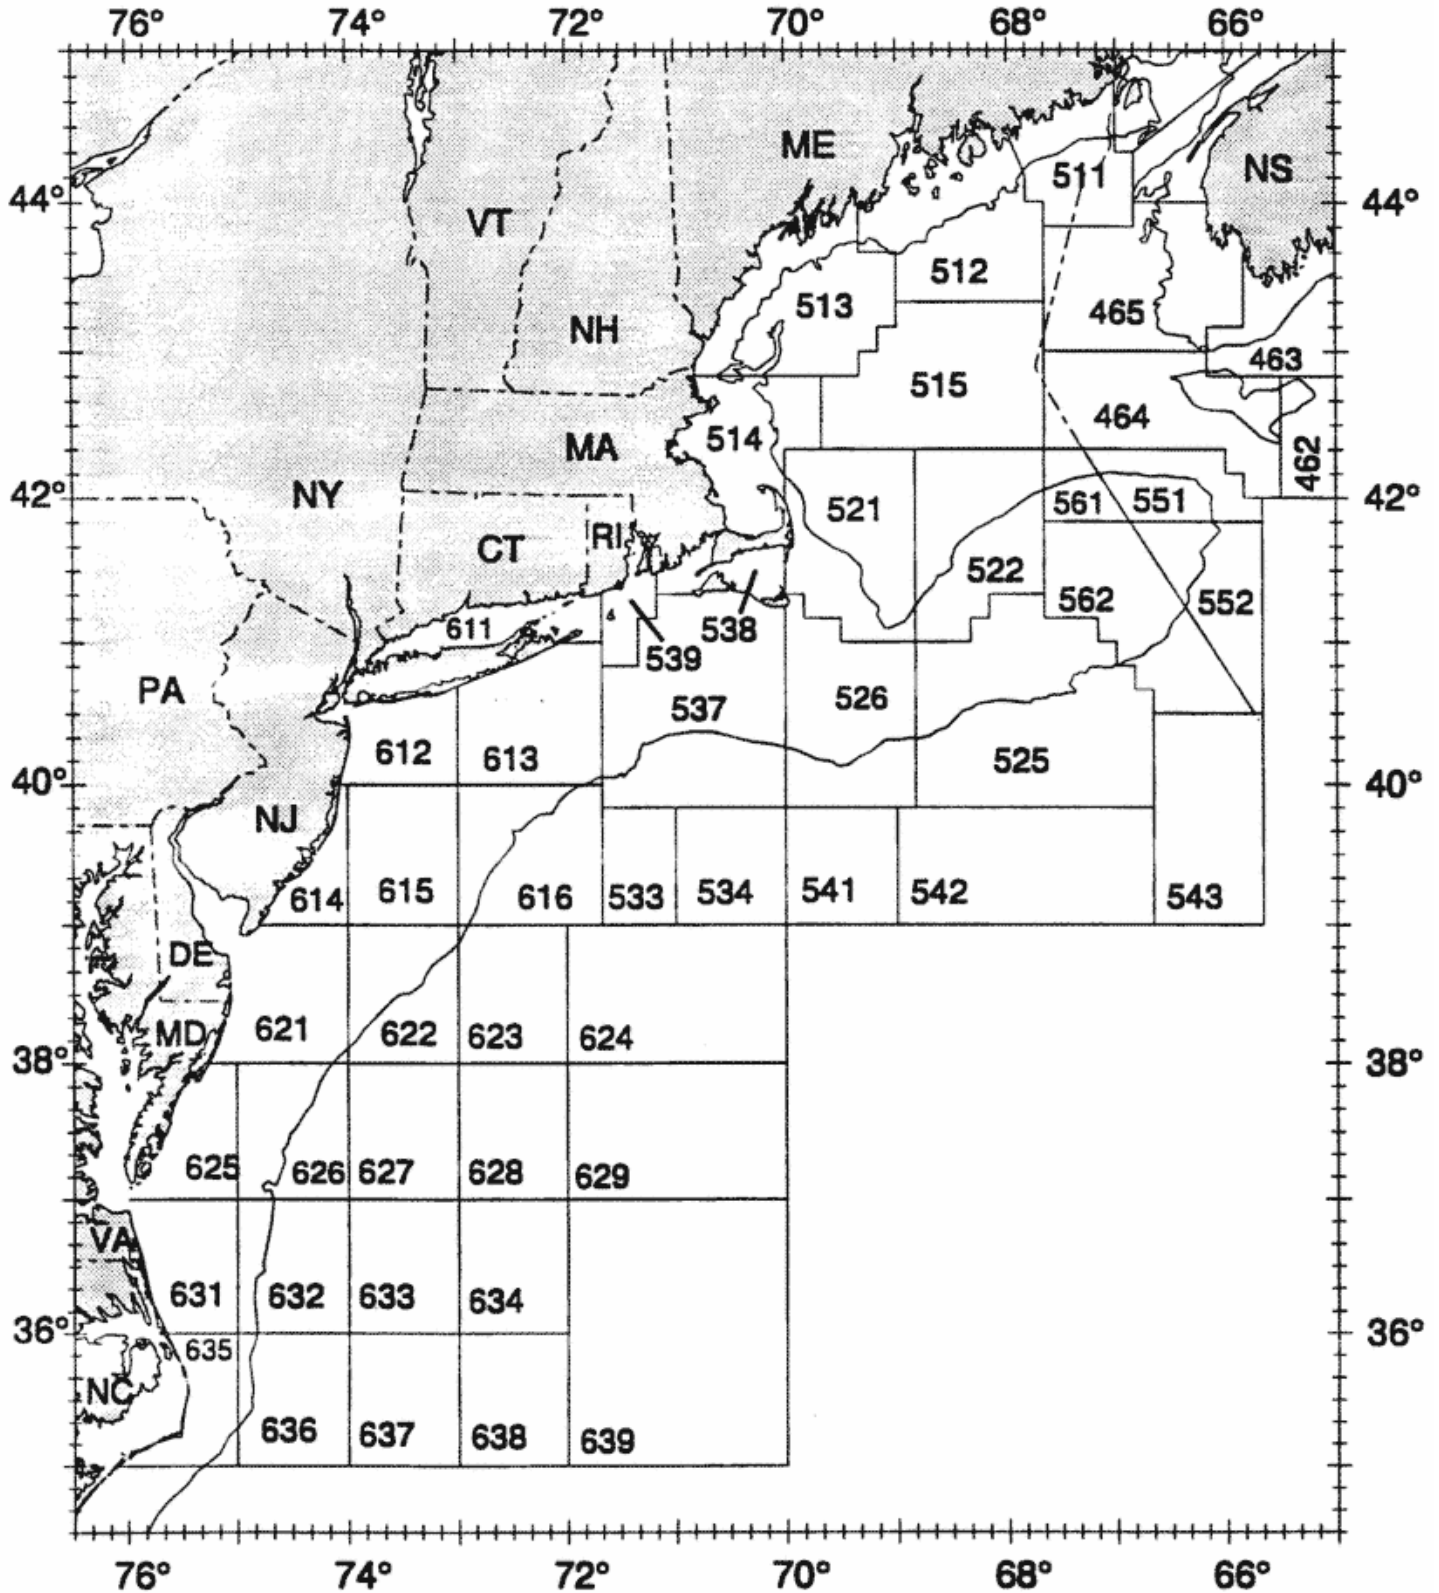 76° 74° 72° 70° 68° 66°
ME
511
NS
44° 44°
VT
512
513
465
NH
463
515
464
514
MA
462
42° NY 42°
561 551
521
RI
CT
522
562 552
611
538
539
PA
526
537
612 613
525
40° 40°
NJ
614 615 616 533 534 541 542 543
DE
621 622 623 624
MD
38° 38°
625 626 627 628 629
VA
631 632 633 634
36° 36°
635
NC
636 637 638 639
76° 74° 72° 70° 68° 66°